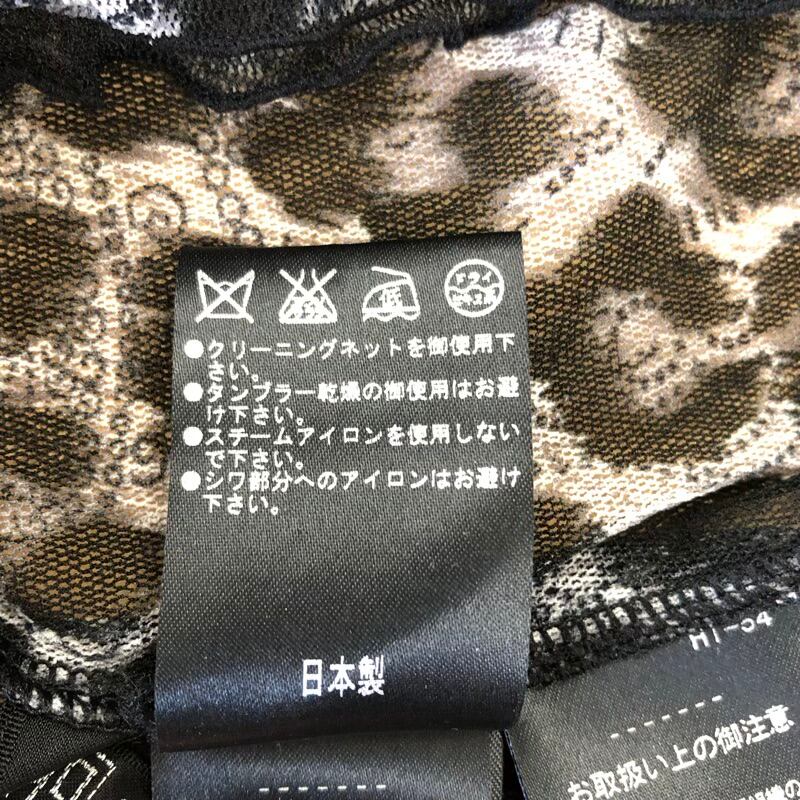 ●クリーニングネットを御使用下
さい。
●タンブラー乾燥の御使用はお避
け下さい。
●スチームアイロンを使用しない
で下さい。
●シワ部分へのアイロンはお避け
下さい。
日本製
-------
-------
お取扱い上の御注意